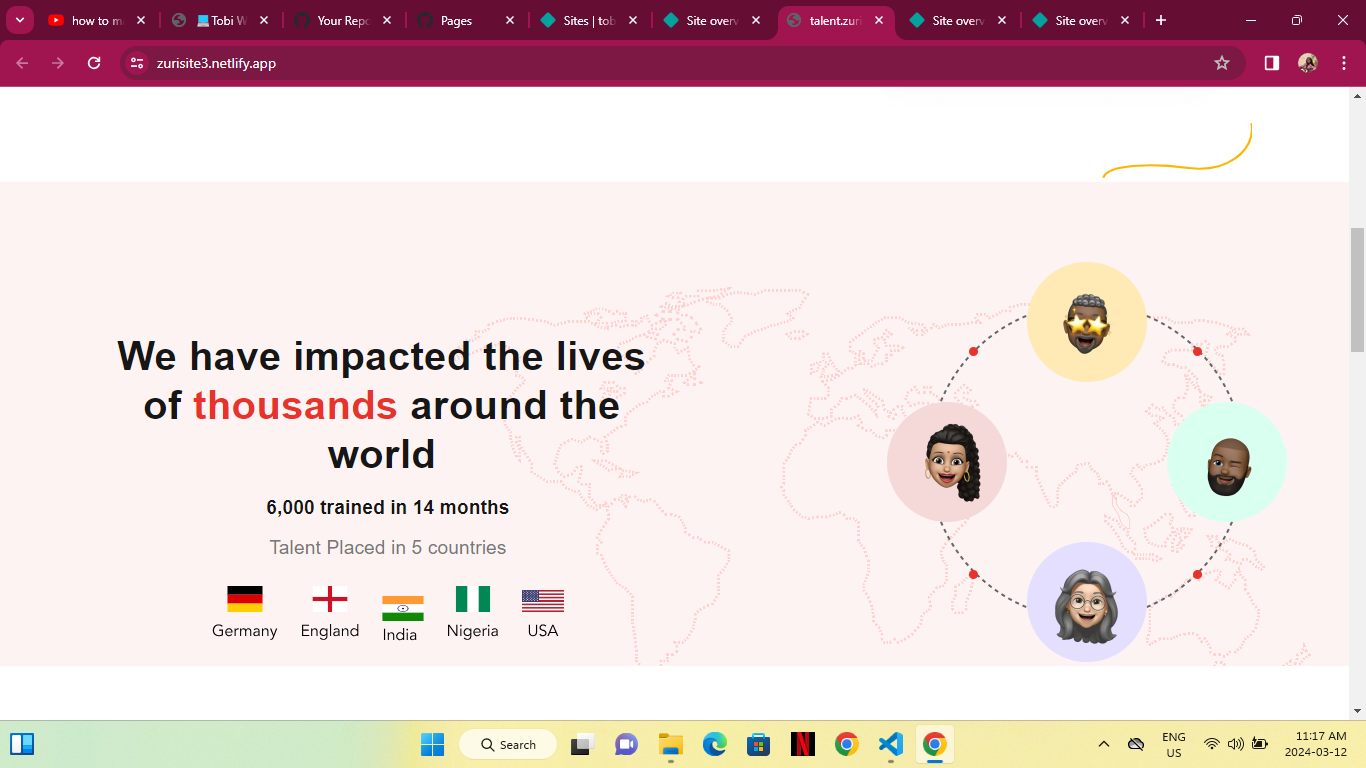 how to m
Tobi W
Your Repo
Pages
Sites | tob
Site overv
talent.zuri
Site overv
Site overv
zurisite3.netlify.app
We have impacted the lives
of thousands around the
world
6,000 trained in 14 months
Talent Placed in 5 countries
Germany England India Nigeria USA
Search
ENG
US
11:17 AM
2024-03-12